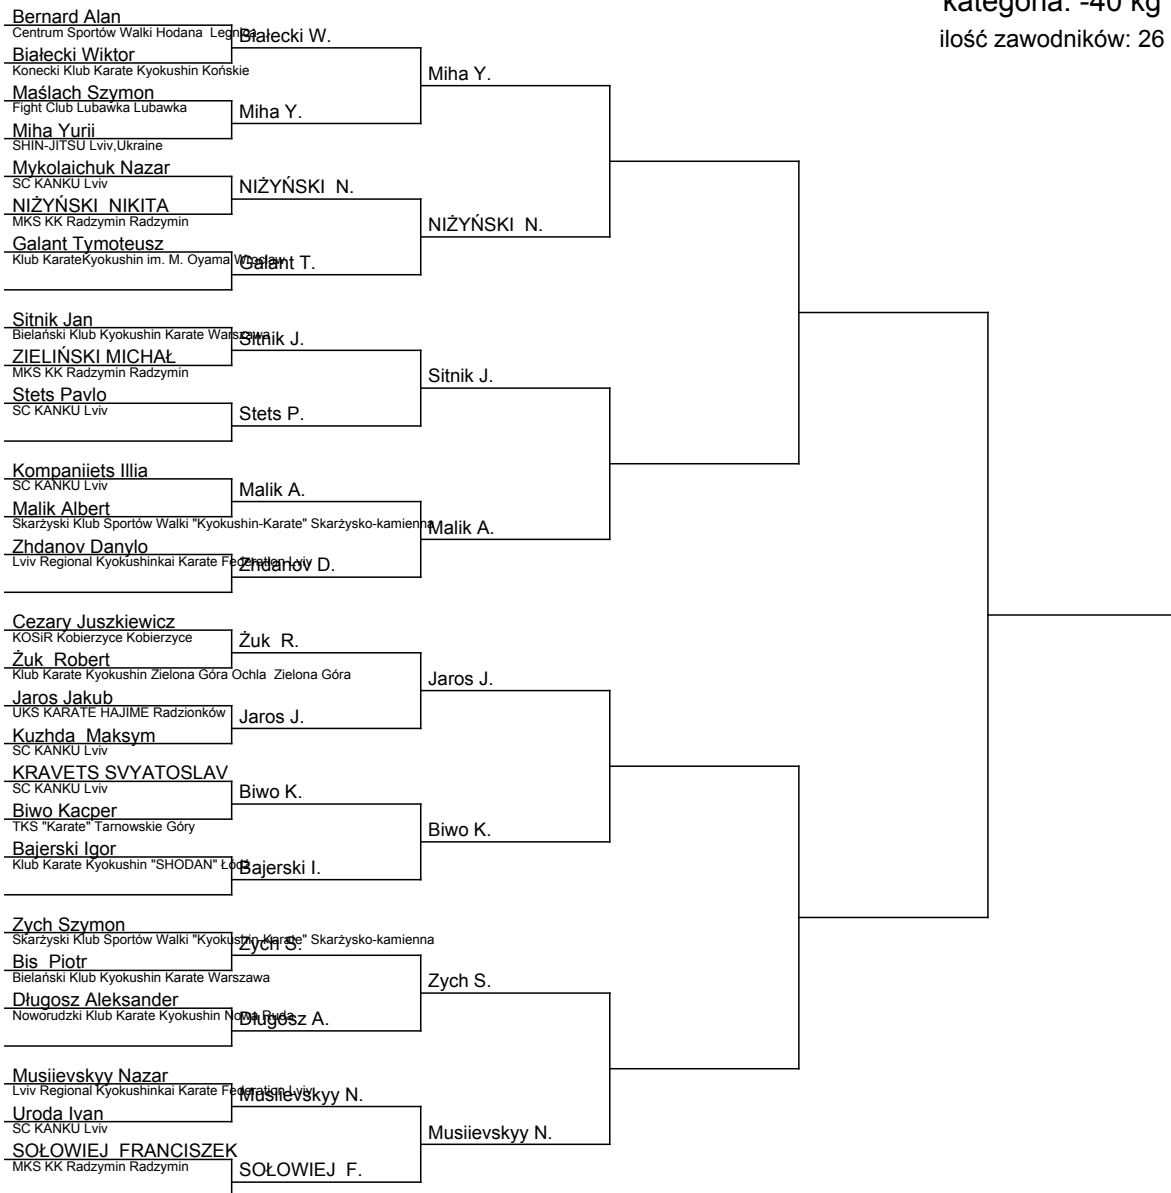 kategoria: -40 kg
ilość zawodników: 26
Bernard Alan
Centrum Sportów Walki Hodana Legnica
Białecki W.
Białecki Wiktor
Konecki Klub Karate Kyokushin Końskie
Miha Y.
Maślach Szymon
Fight Club Lubawka Lubawka
Miha Y.
Miha Yurii
SHIN-JITSU Lviv,Ukraine
Mykolaichuk Nazar
SC KANKU Lviv
NIŻYŃSKI N.
NIŻYŃSKI NIKITA
MKS KK Radzymin Radzymin
NIŻYŃSKI N.
Galant Tymoteusz
Klub KarateKyokushin im. M. Oyama Wrocław
Galant T.
Sitnik Jan
Bielański Klub Kyokushin Karate Warszawa
Sitnik J.
ZIELIŃSKI MICHAŁ
MKS KK Radzymin Radzymin
Sitnik J.
Stets Pavlo
SC KANKU Lviv
Stets P.
Kompaniiets Illia
SC KANKU Lviv
Malik A.
Malik Albert
Skarżyski Klub Sportów Walki "Kyokushin-Karate" Skarżysko-kamienna
Malik A.
Zhdanov Danylo
Lviv Regional Kyokushinkai Karate Federation Lviv
Zhdanov D.
Cezary Juszkiewicz
KOSiR Kobierzyce Kobierzyce
Żuk R.
Żuk Robert
Klub Karate Kyokushin Zielona Góra Ochla Zielona Góra
Jaros J.
Jaros Jakub
UKS KARATE HAJIME Radzionków
Jaros J.
Kuzhda Maksym
SC KANKU Lviv
KRAVETS SVYATOSLAV
SC KANKU Lviv
Biwo K.
Biwo Kacper
TKS "Karate" Tarnowskie Góry
Biwo K.
Bajerski Igor
Klub Karate Kyokushin "SHODAN" Łódź
Bajerski I.
Zych Szymon
Skarżyski Klub Sportów Walki "Kyokushin-Karate" Skarżysko-kamienna
Zych S.
Bis Piotr
Bielański Klub Kyokushin Karate Warszawa
Zych S.
Długosz Aleksander
Noworudzki Klub Karate Kyokushin Nowa Ruda
Długosz A.
Musiievskyy Nazar
Lviv Regional Kyokushinkai Karate Federation Lviv
Musiievskyy N.
Uroda Ivan
SC KANKU Lviv
Musiievskyy N.
SOŁOWIEJ FRANCISZEK
MKS KK Radzymin Radzymin
SOŁOWIEJ F.